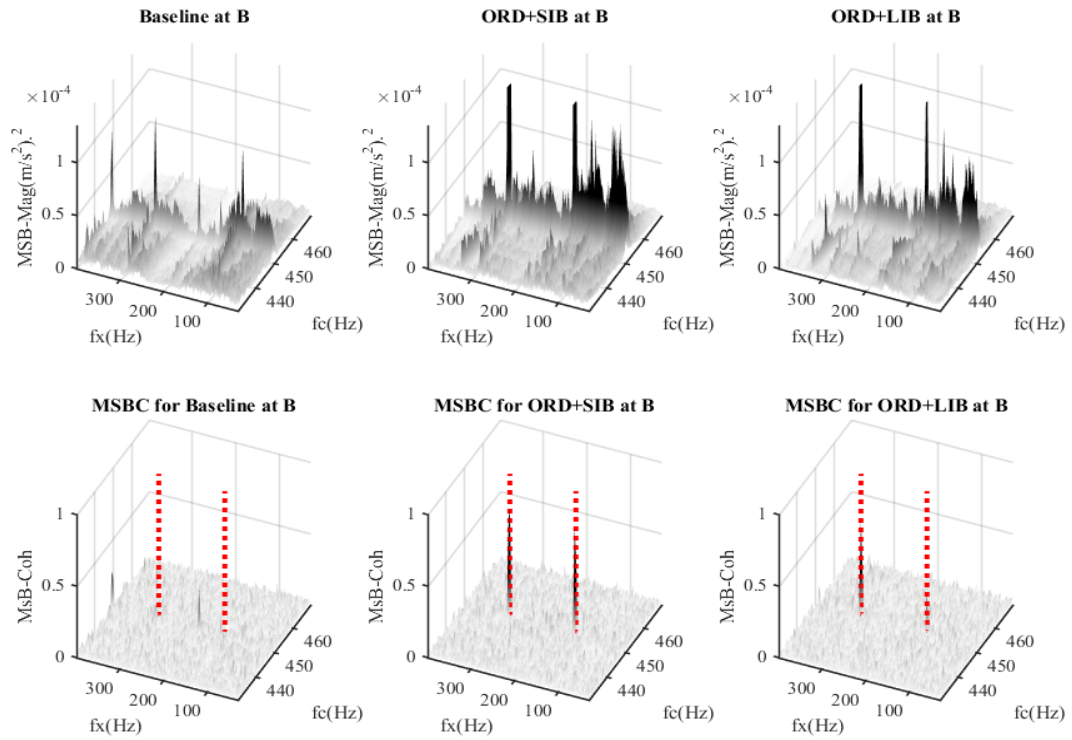 Baseline at B
ORD+SIB at B
ORD+LIB at B
×10⁻⁴
×10⁻⁴
×10⁻⁴
MSB-Mag(m/s²).²
1
0.5
0
300
200
100
fx(Hz)
440
450
460
fc(Hz)
MSB-Mag(m/s²).²
1
0.5
0
300
200
100
fx(Hz)
440
450
460
fc(Hz)
MSB-Mag(m/s²).²
1
0.5
0
300
200
100
fx(Hz)
440
450
460
fc(Hz)
MSBC for Baseline at B
MSBC for ORD+SIB at B
MSBC for ORD+LIB at B
MsB-Coh
1
0.5
0
300
200
100
fx(Hz)
440
450
460
fc(Hz)
MsB-Coh
1
0.5
0
300
200
100
fx(Hz)
440
450
460
fc(Hz)
MsB-Coh
1
0.5
0
300
200
100
fx(Hz)
440
450
460
fc(Hz)